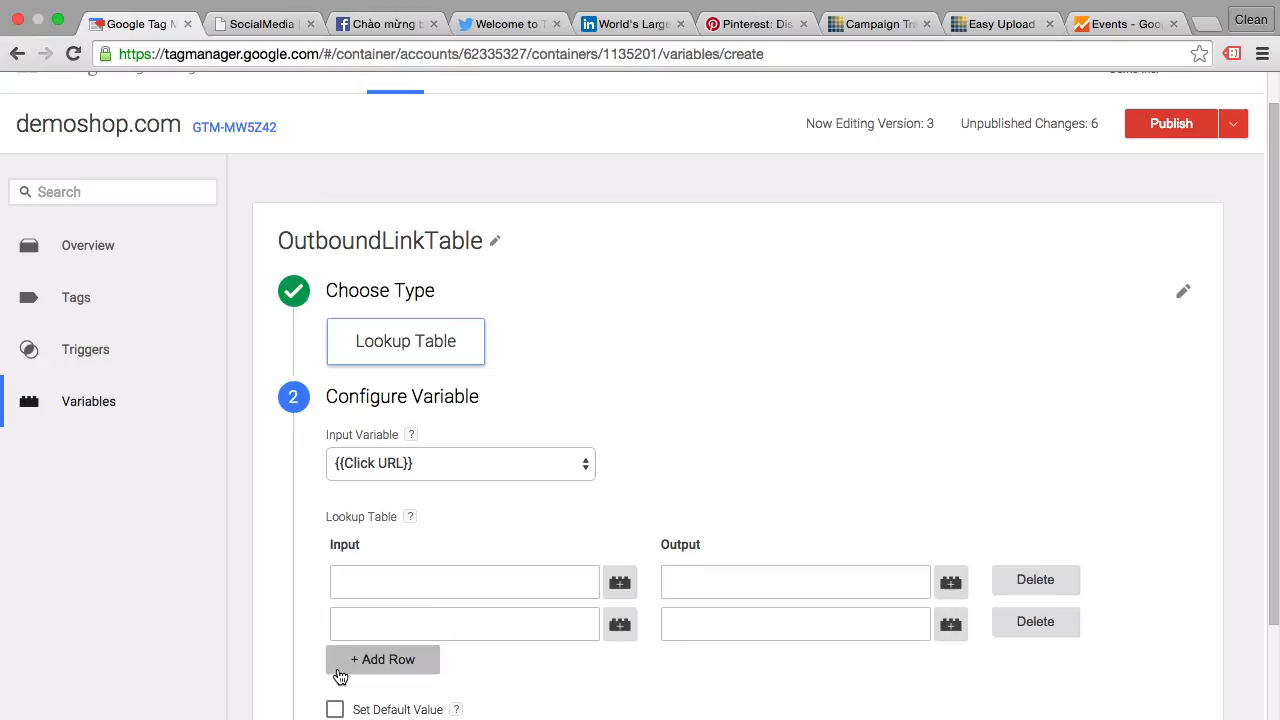 Google Tag M
SocialMedia
Chào mừng b
Welcome to T
World's Large
Pinterest: Di
Campaign Tra
Easy Upload
Events - Goo
Clean
https://tagmanager.google.com/#/container/accounts/62335327/containers/1135201/variables/create
demoshop.com GTM-MW5Z42
Now Editing Version: 3
Unpublished Changes: 6
Publish
Search
Overview
Tags
Triggers
Variables
OutboundLinkTable
Choose Type
Lookup Table
2 Configure Variable
Input Variable ?
{{Click URL}}
Lookup Table ?
Input Output
Delete
Delete
+ Add Row
Set Default Value ?